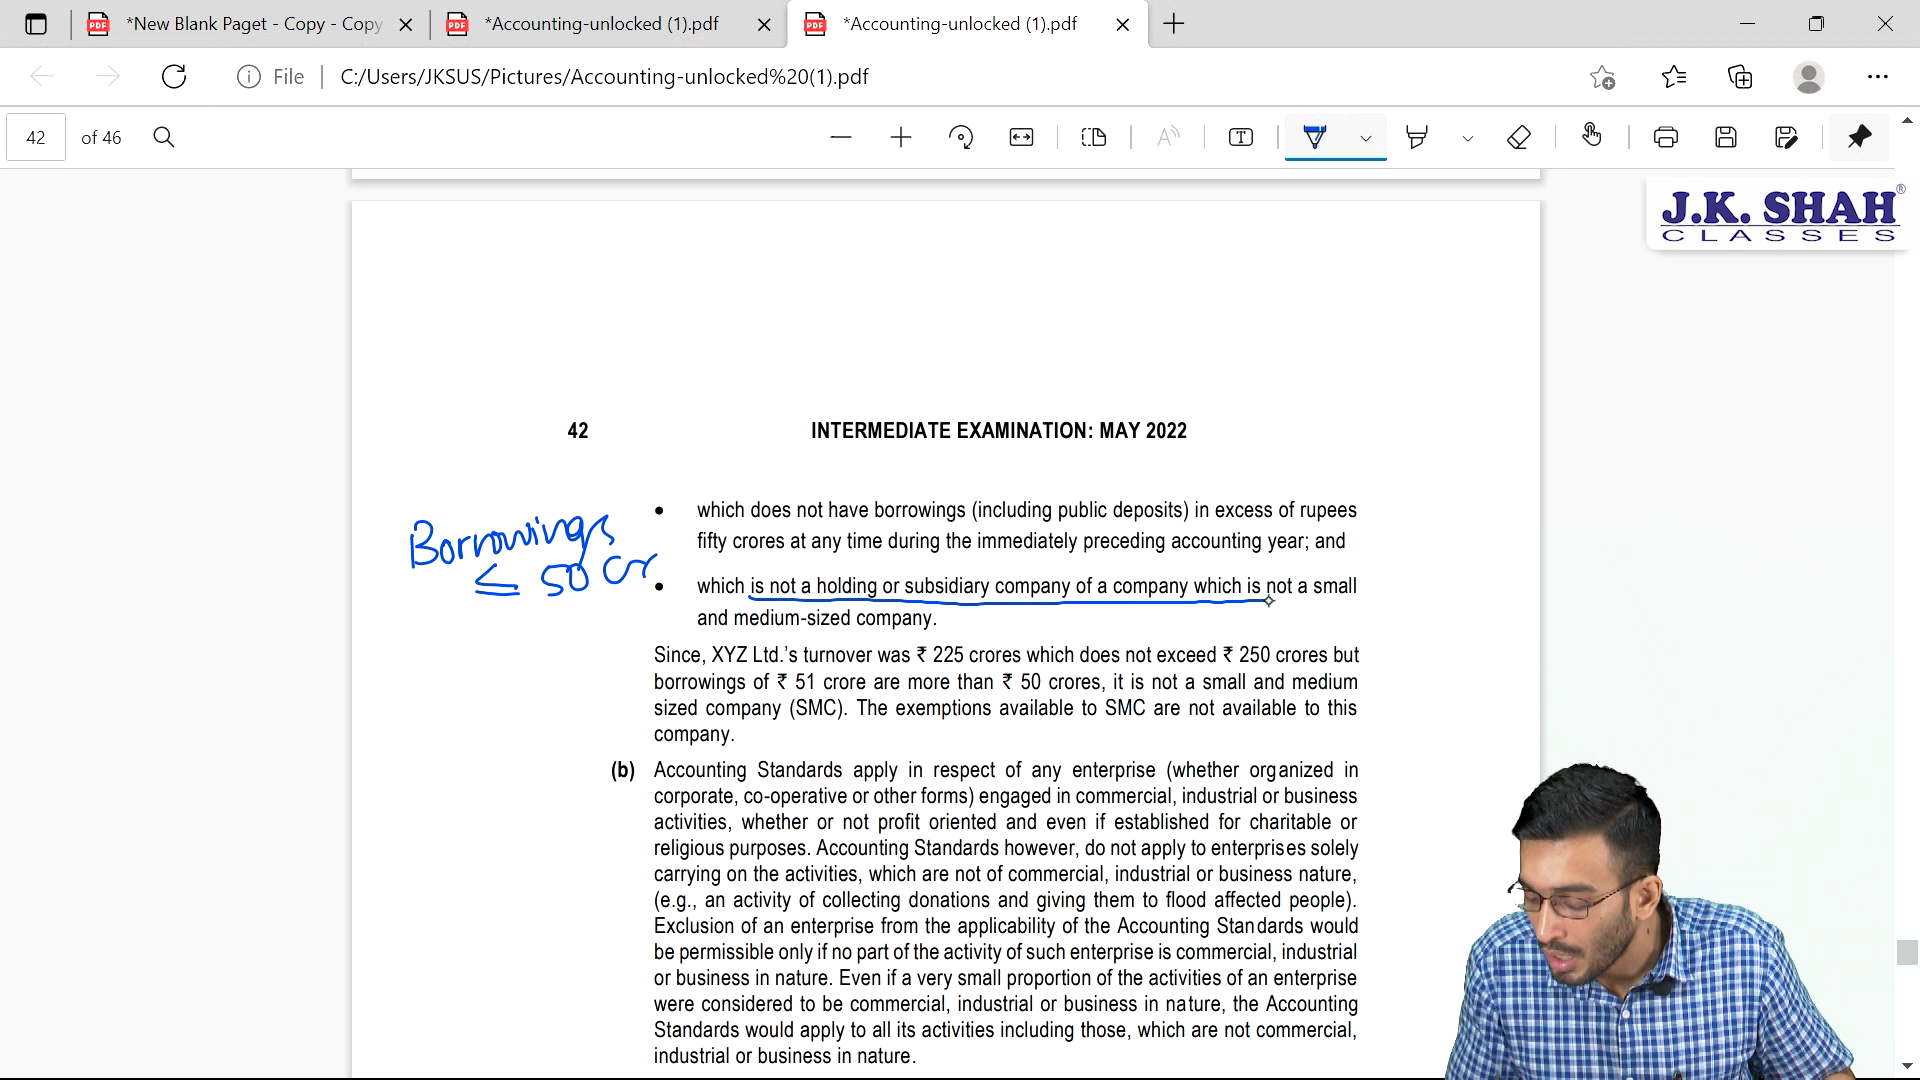 *New Blank Paget - Copy - Copy
*Accounting-unlocked (1).pdf
*Accounting-unlocked (1).pdf
File
C:/Users/JKSUS/Pictures/Accounting-unlocked%20(1).pdf
42 of 46
J.K. SHAH®
CLASSES
42 INTERMEDIATE EXAMINATION: MAY 2022
Borrowings
≤ 50 Cr
• which does not have borrowings (including public deposits) in excess of rupees
fifty crores at any time during the immediately preceding accounting year; and
• which is not a holding or subsidiary company of a company which is not a small
and medium-sized company.
Since, XYZ Ltd.'s turnover was ₹ 225 crores which does not exceed ₹ 250 crores but
borrowings of ₹ 51 crore are more than ₹ 50 crores, it is not a small and medium
sized company (SMC). The exemptions available to SMC are not available to this
company.
(b) Accounting Standards apply in respect of any enterprise (whether organized in
corporate, co-operative or other forms) engaged in commercial, industrial or business
activities, whether or not profit oriented and even if established for charitable or
religious purposes. Accounting Standards however, do not apply to enterprises solely
carrying on the activities, which are not of commercial, industrial or business nature,
(e.g., an activity of collecting donations and giving them to flood affected people).
Exclusion of an enterprise from the applicability of the Accounting Standards would
be permissible only if no part of the activity of such enterprise is commercial, industrial
or business in nature. Even if a very small proportion of the activities of an enterprise
were considered to be commercial, industrial or business in nature, the Accounting
Standards would apply to all its activities including those, which are not commercial,
industrial or business in nature.